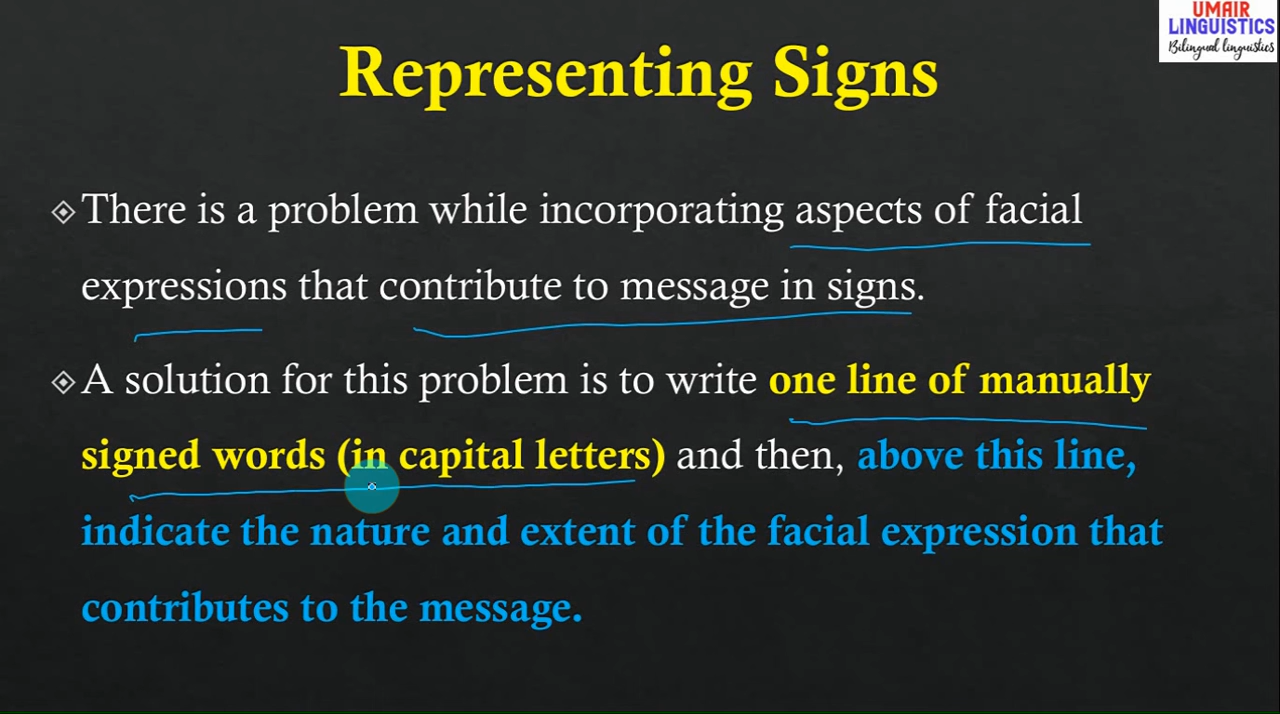 UMAIR
LINGUISTICS
Bilingual linguistics
Representing Signs
There is a problem while incorporating aspects of facial
expressions that contribute to message in signs.
A solution for this problem is to write one line of manually
signed words (in capital letters) and then, above this line,
indicate the nature and extent of the facial expression that
contributes to the message.